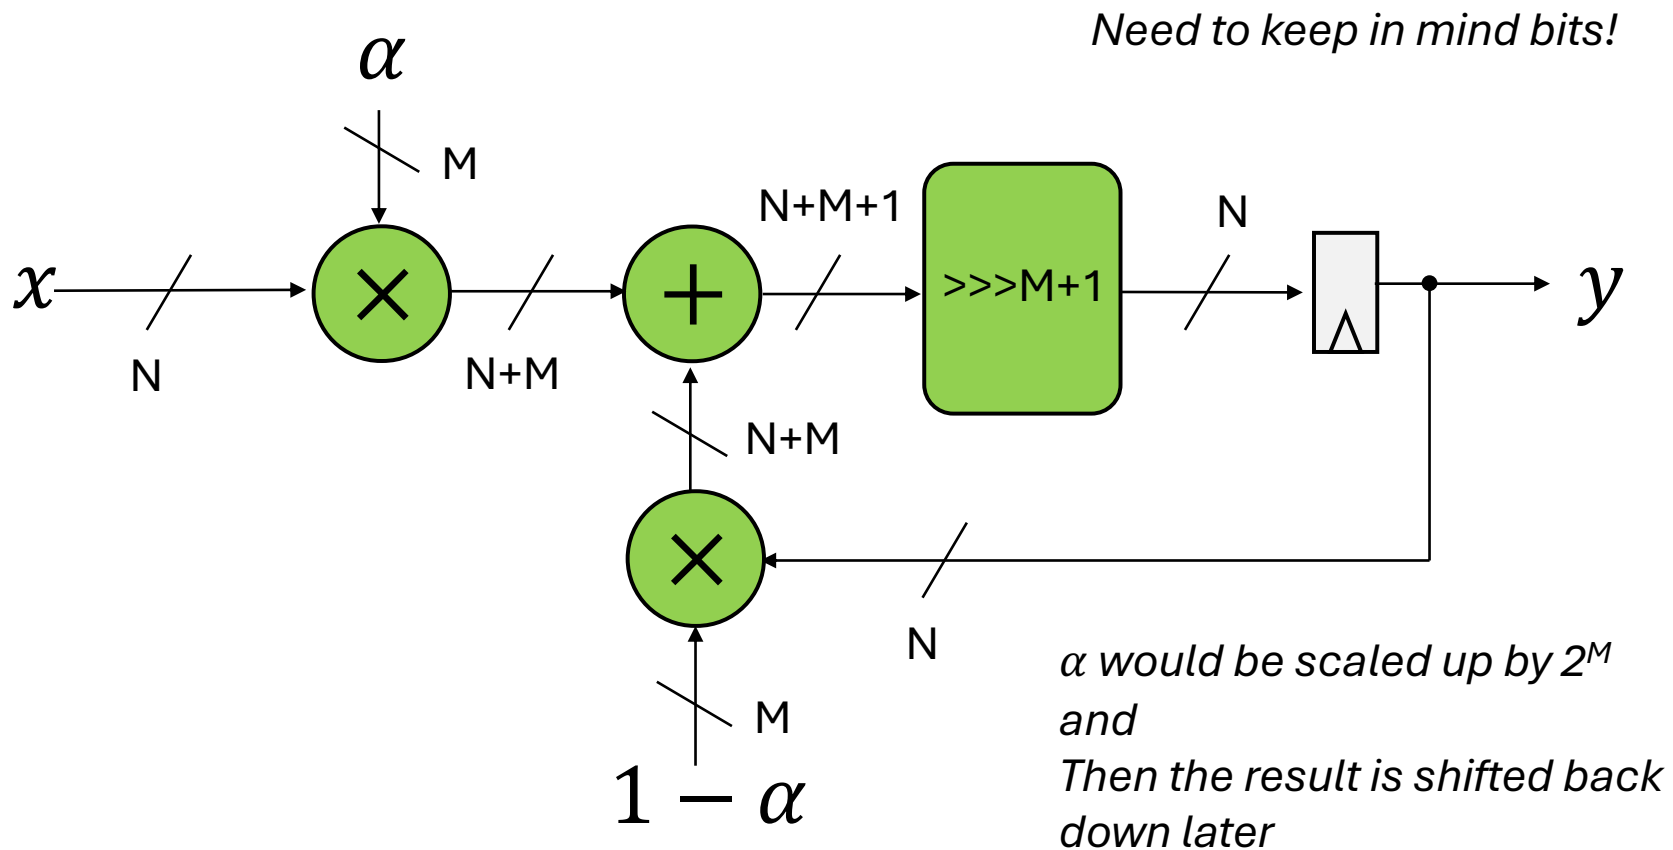 Need to keep in mind bits!
α
M
N+M+1
N
x
×
+
>>>M+1
y
N
N+M
N+M
×
N
M
1 − α
α would be scaled up by 2ᴹ
and
Then the result is shifted back
down later